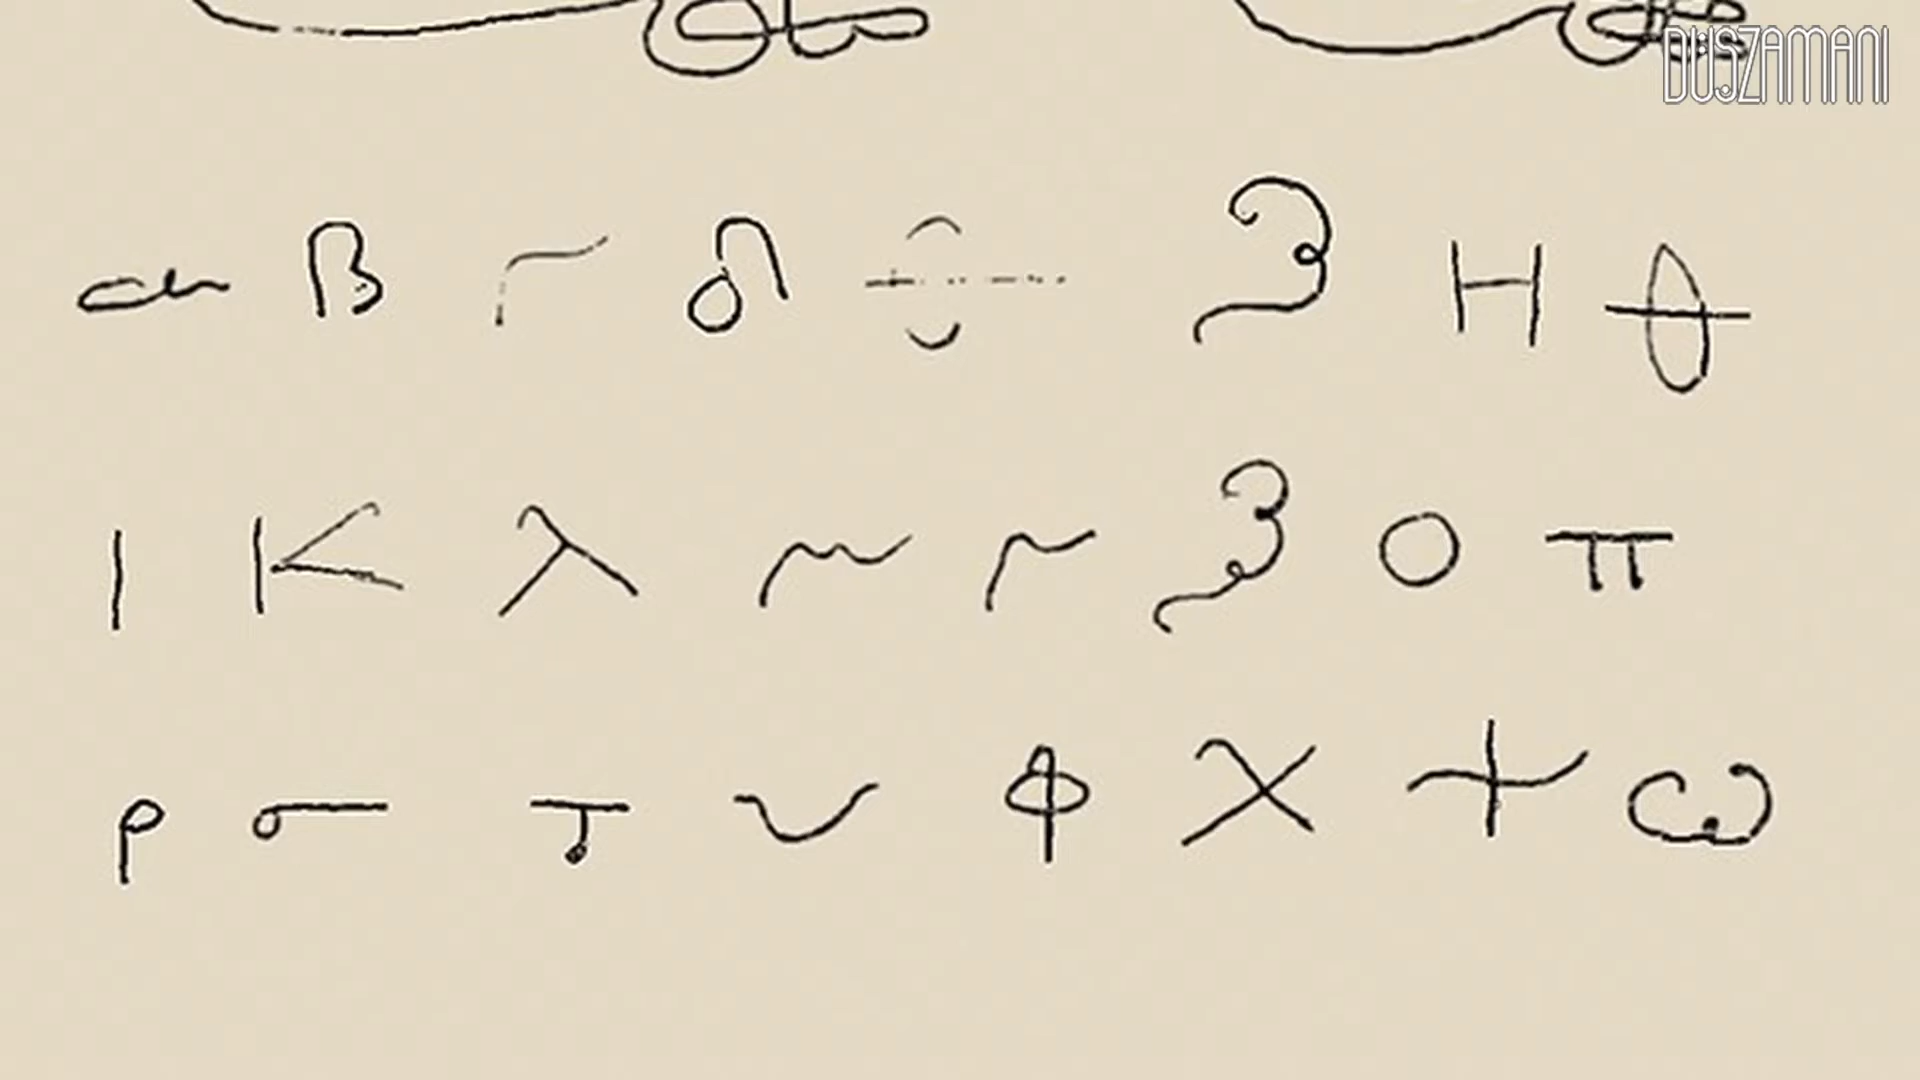 DÜŞZAMANI
α β γ δ ε ζ η θ
ι κ λ μ ν ξ ο π
ρ σ τ υ φ χ ψ ω